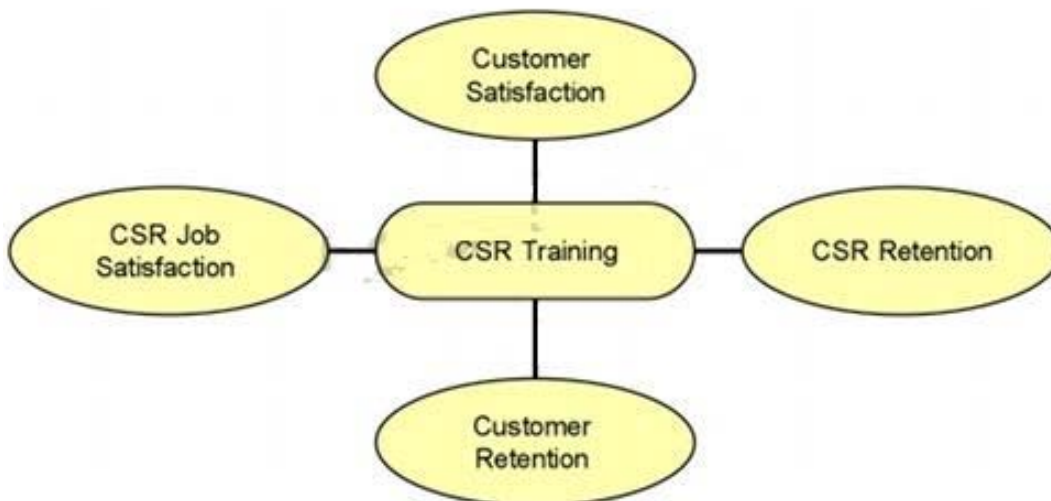 Customer
Satisfaction
CSR Job
Satisfaction
CSR Training
CSR Retention
Customer
Retention